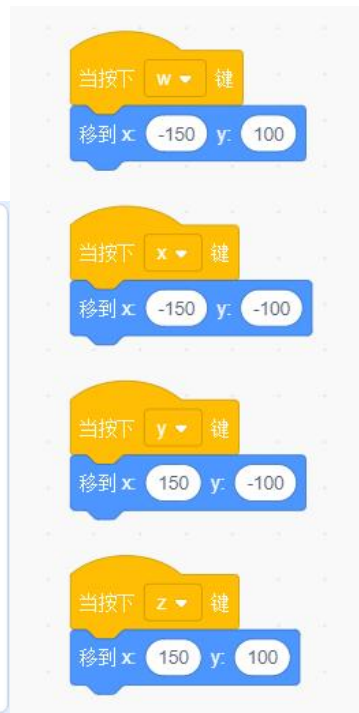 当按下 w 键
移到 x: -150 y: 100
当按下 x 键
移到 x: -150 y: -100
当按下 y 键
移到 x: 150 y: -100
当按下 z 键
移到 x: 150 y: 100